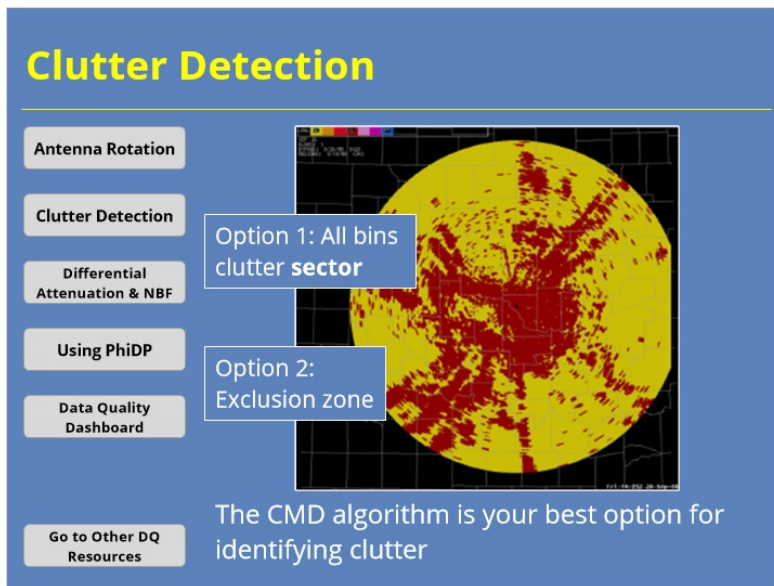 Clutter Detection
Antenna Rotation
Clutter Detection
Differential
Attenuation & NBF
Using PhiDP
Data Quality
Dashboard
Go to Other DQ
Resources
Option 1: All bins
clutter sector
Option 2:
Exclusion zone
The CMD algorithm is your best option for
identifying clutter